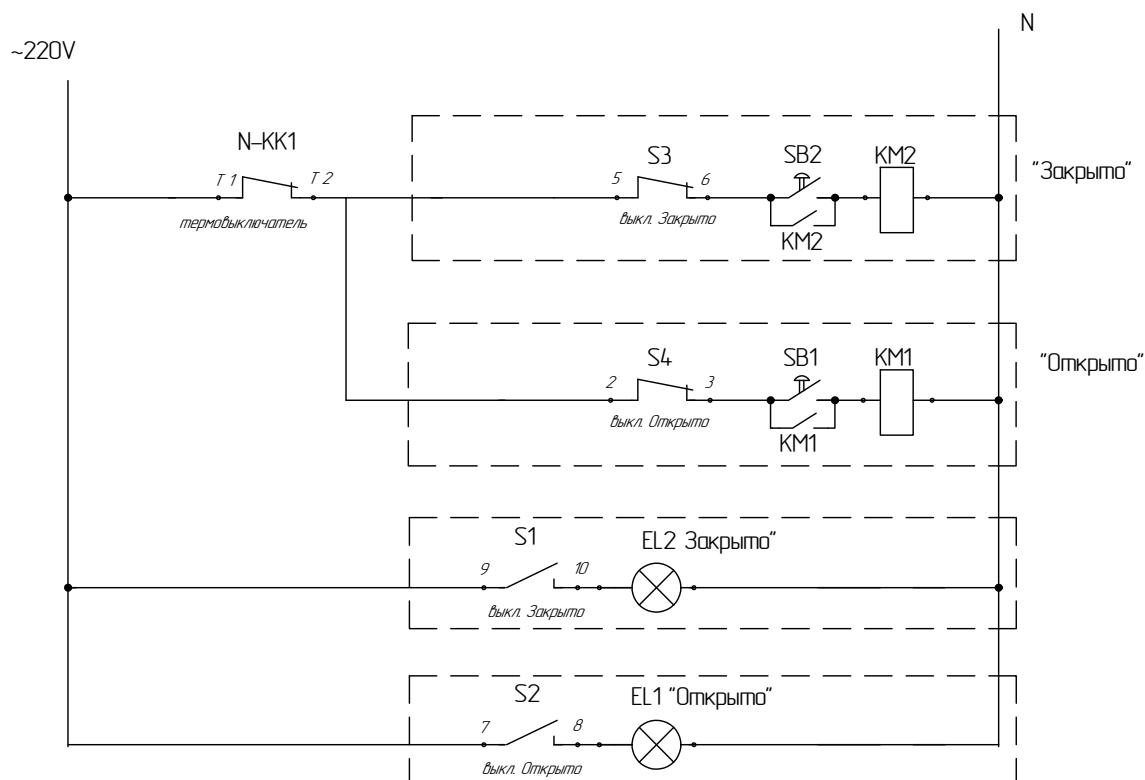 N
~220V
N-KK1
T 1
T 2
термовыключатель
S3
5
6
выкл. Закрыто
SB2
KM2
KM2
"Закрыто"
S4
2
3
выкл. Открыто
SB1
KM1
KM1
"Открыто"
S1
9
10
выкл. Закрыто
EL2 Закрыто"
S2
7
8
выкл. Открыто
EL1 "Открыто"